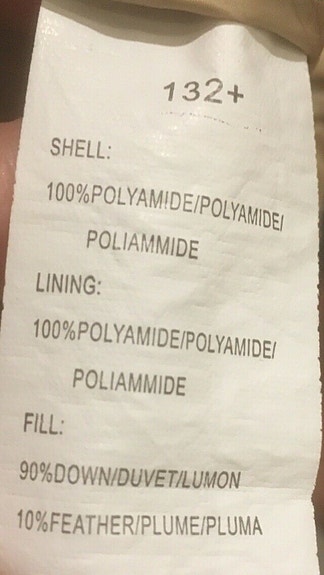 132+
SHELL:
100%POLYAMIDE/POLYAMIDE/
POLIAMMIDE
LINING:
100%POLYAMIDE/POLYAMIDE/
POLIAMMIDE
FILL:
90%DOWN/DUVET/LUMON
10%FEATHER/PLUME/PLUMA